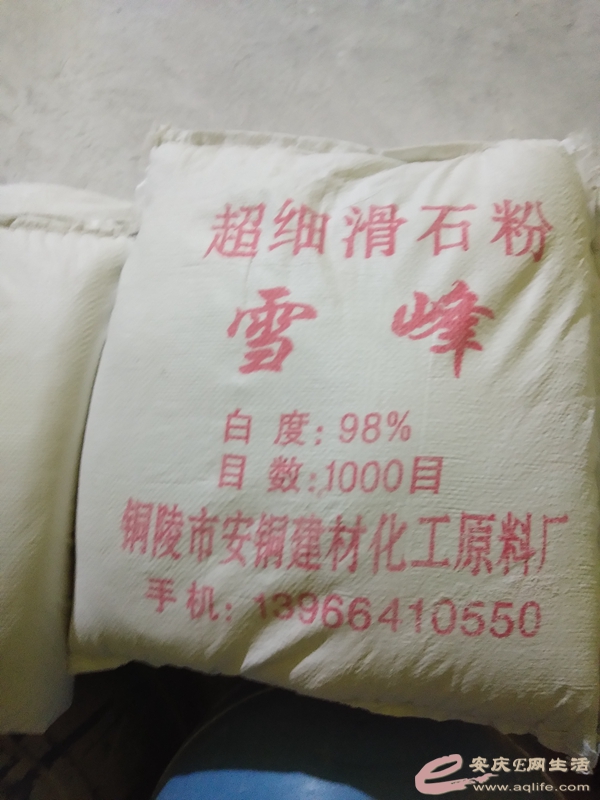 超细滑石粉
雪峰
白度：98%
目数：1000目
铜陵市安铜建材化工原料厂
手机：13966410550
安庆E网生活
www.aqlife.com